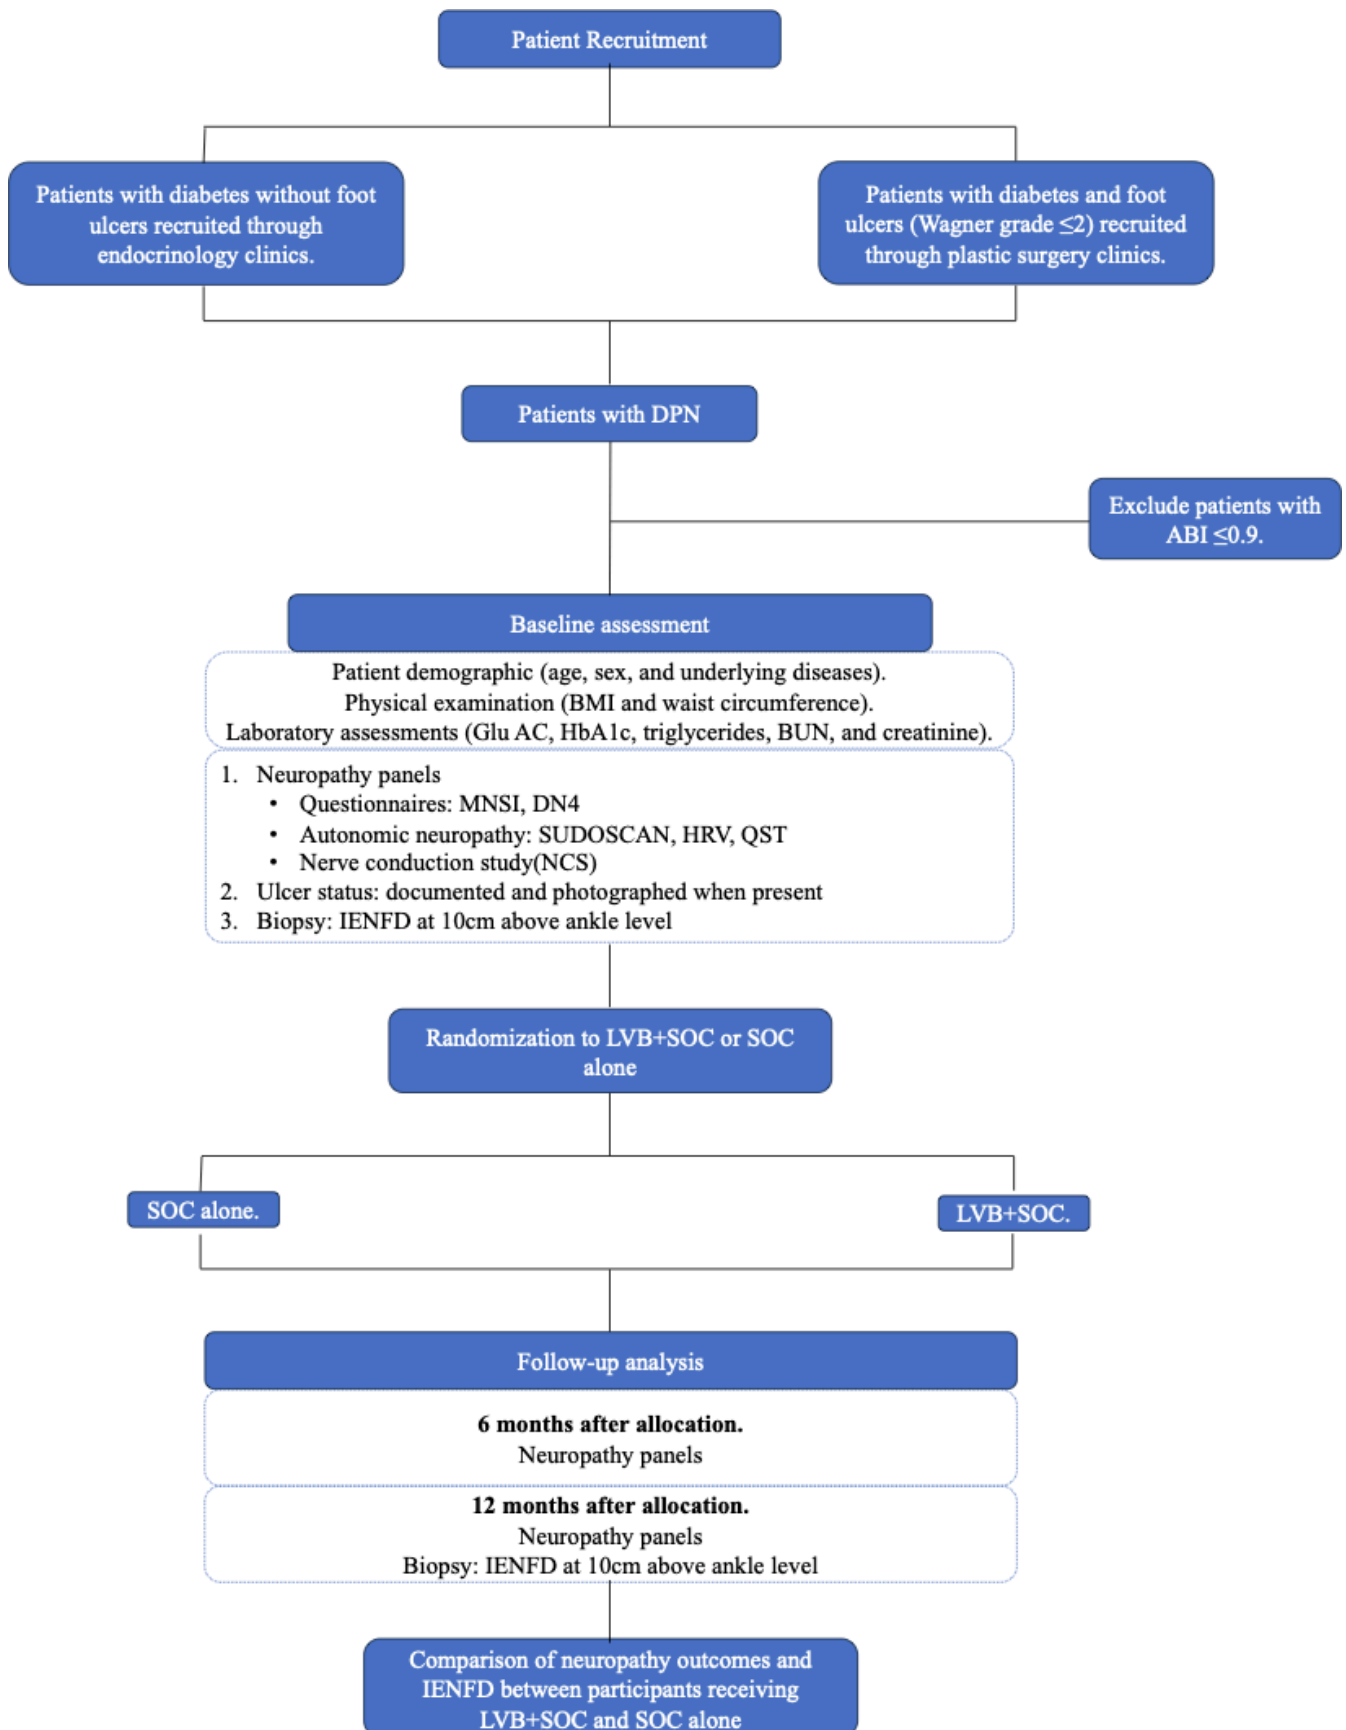 Patient Recruitment
Patients with diabetes without foot
ulcers recruited through
endocrinology clinics.
Patients with diabetes and foot
ulcers (Wagner grade ≤2) recruited
through plastic surgery clinics.
Patients with DPN
Exclude patients with
ABI ≤0.9.
Baseline assessment
Patient demographic (age, sex, and underlying diseases).
Physical examination (BMI and waist circumference).
Laboratory assessments (Glu AC, HbA1c, triglycerides, BUN, and creatinine).
1. Neuropathy panels
• Questionnaires: MNSI, DN4
• Autonomic neuropathy: SUDOSCAN, HRV, QST
• Nerve conduction study(NCS)
2. Ulcer status: documented and photographed when present
3. Biopsy: IENFD at 10cm above ankle level
Randomization to LVB+SOC or SOC
alone
SOC alone.
LVB+SOC.
Follow-up analysis
6 months after allocation.
Neuropathy panels
12 months after allocation.
Neuropathy panels
Biopsy: IENFD at 10cm above ankle level
Comparison of neuropathy outcomes and
IENFD between participants receiving
LVB+SOC and SOC alone